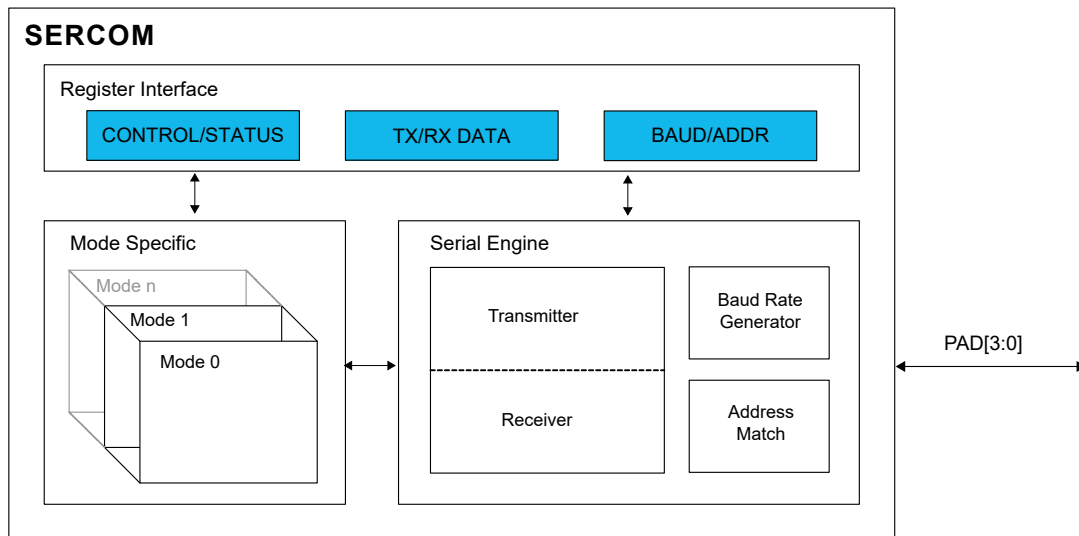 SERCOM
Register Interface
CONTROL/STATUS
TX/RX DATA
BAUD/ADDR
Mode Specific
Mode n
Mode 1
Mode 0
Serial Engine
Transmitter
Receiver
Baud Rate
Generator
Address
Match
PAD[3:0]